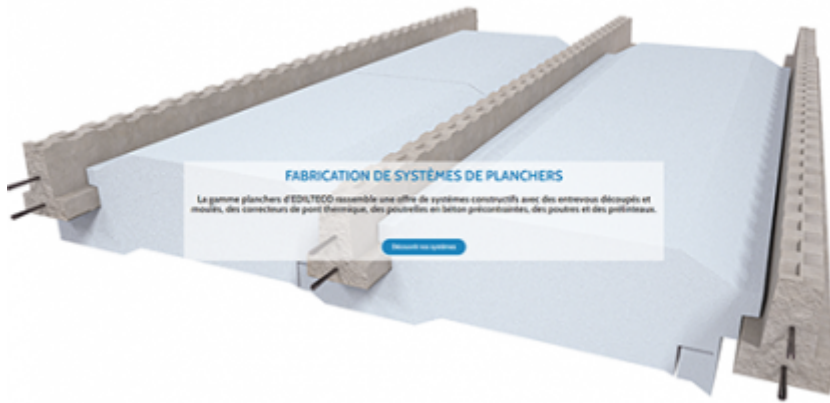 FABRICATION DE SYSTÈMES DE PLANCHERS
La gamme planchers d'EDILTECO rassemble une offre de systèmes constructifs avec des entrevous découpés et
moulés, des correcteurs de pont thermique, des poutrelles en béton précontraintes, des poutres et des prélinteaux.
Découvrir nos systèmes